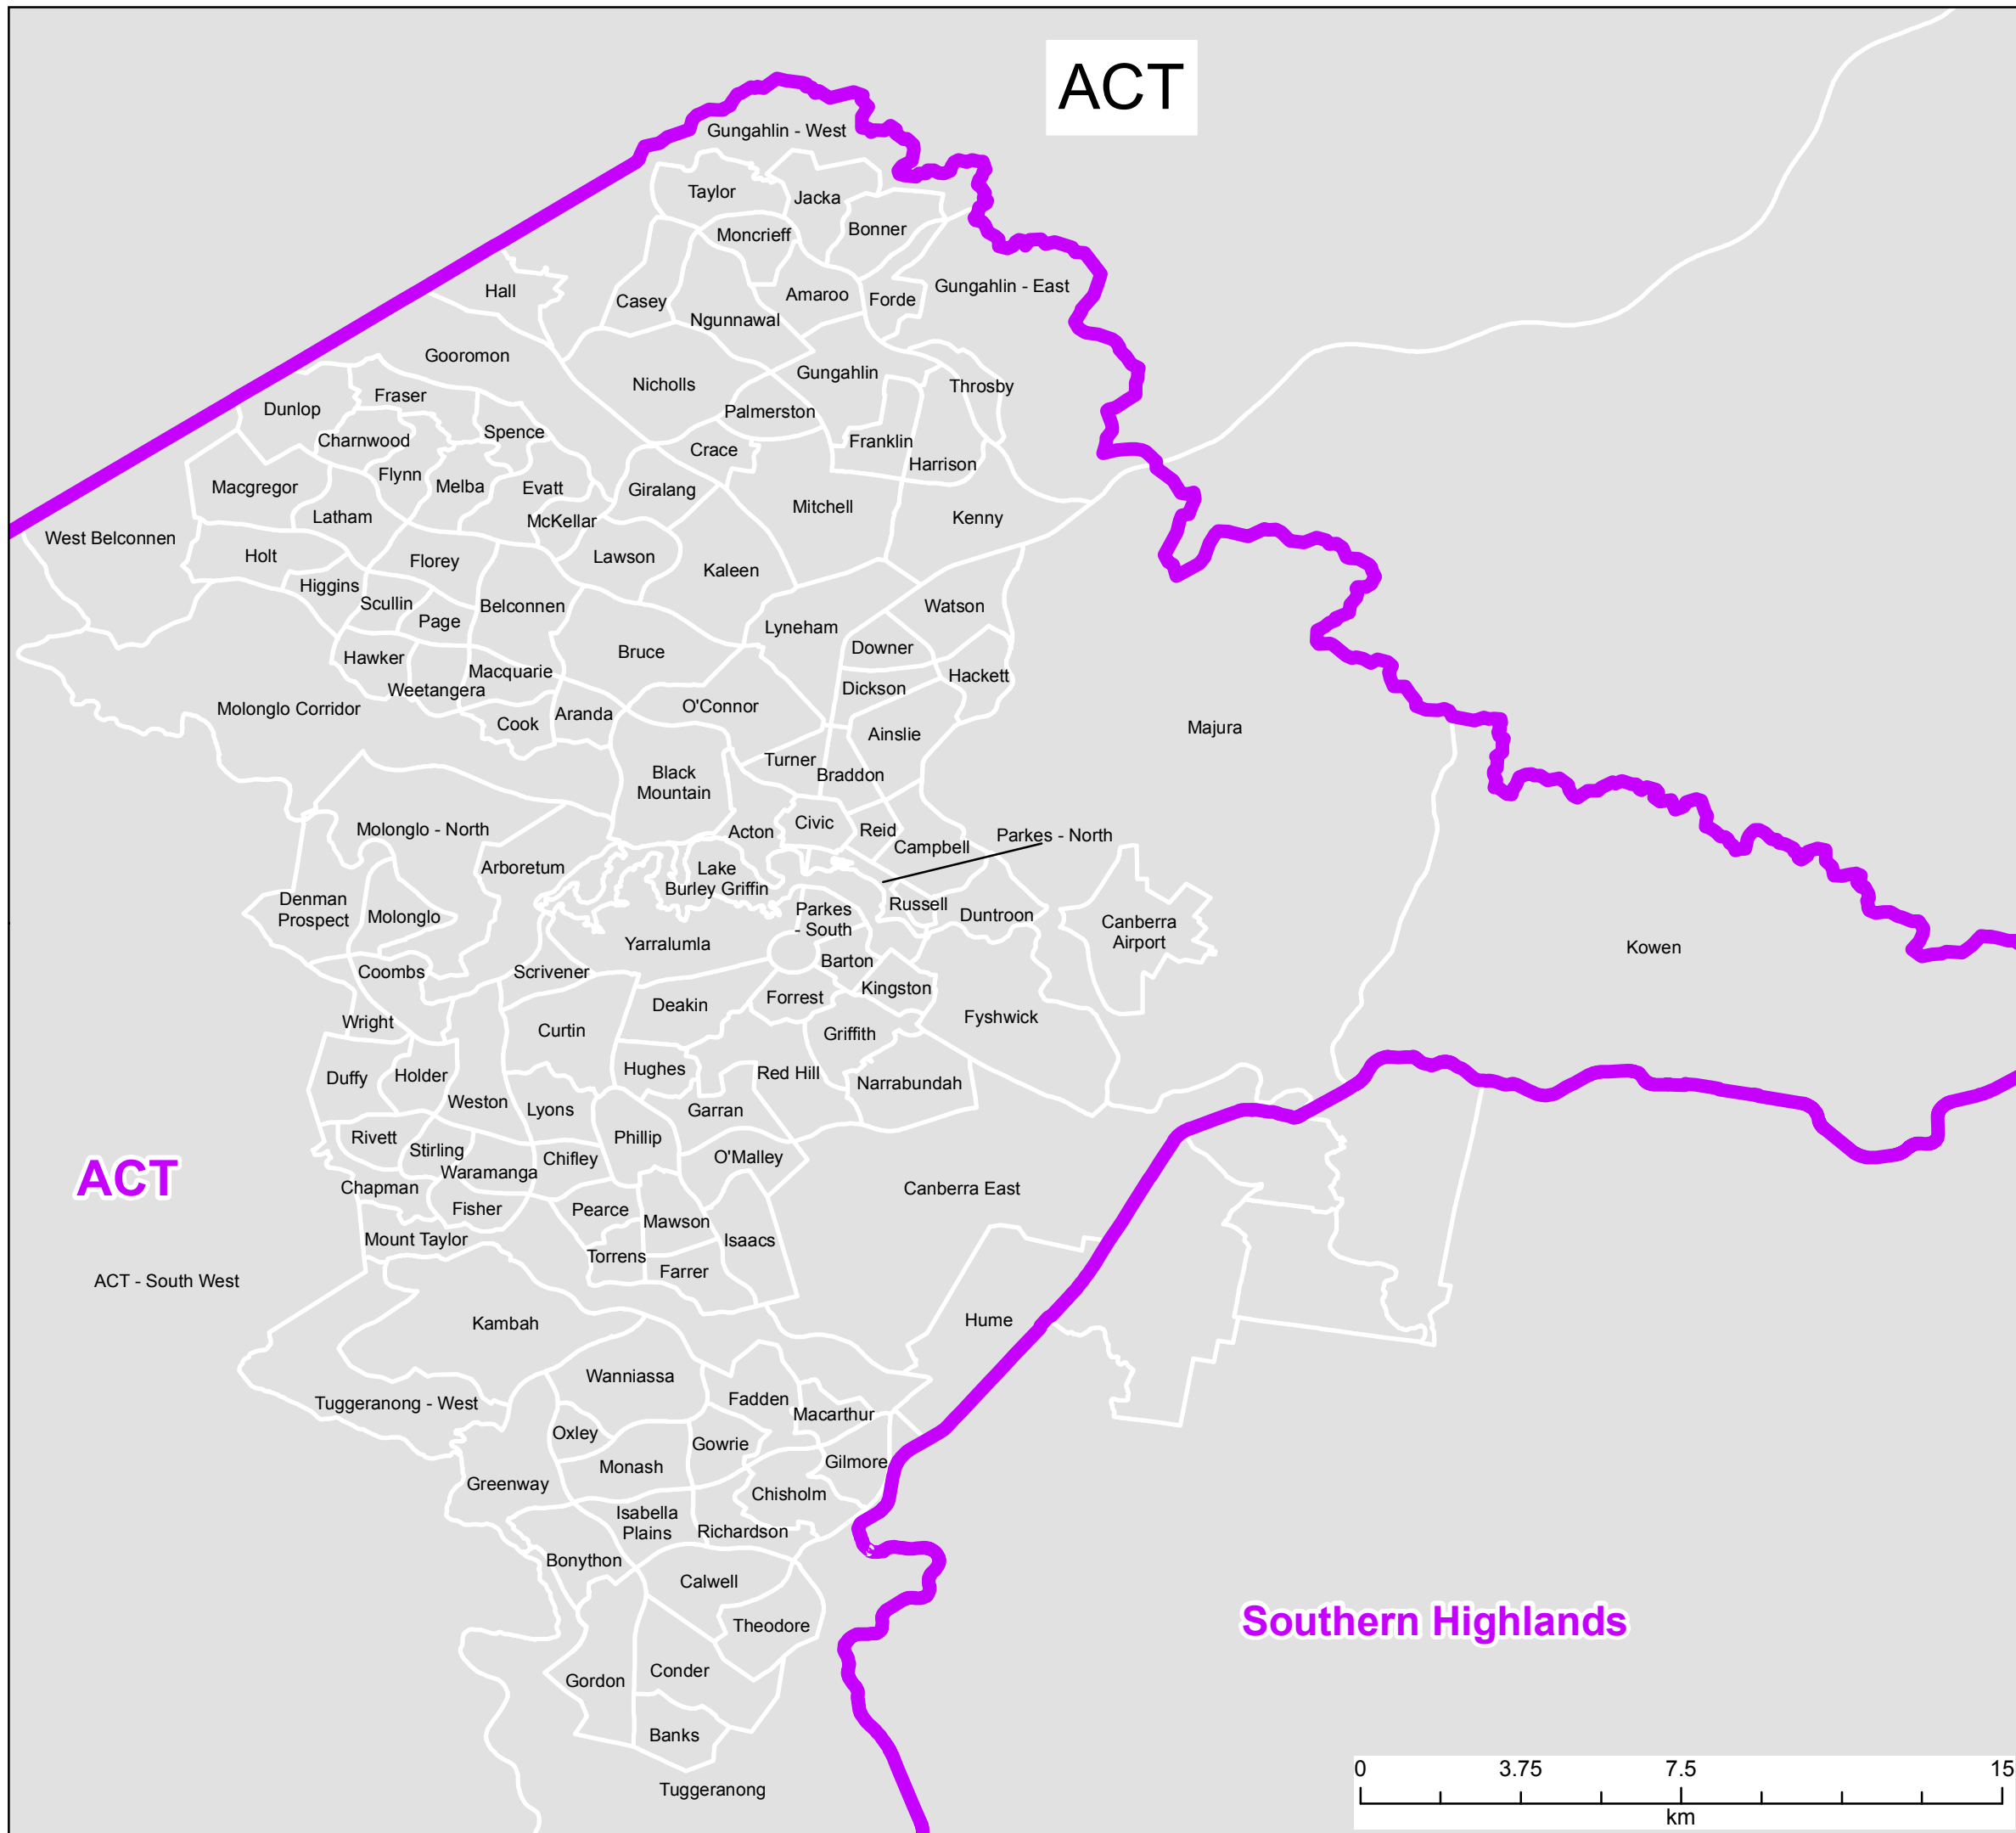 ACT
Gungahlin - West
Taylor
Jacka
Bonner
Moncrieff
Hall
Casey
Amaroo
Forde
Gungahlin - East
Ngunnawal
Gooromon
Nicholls
Gungahlin
Throsby
Fraser
Dunlop
Palmerston
Charnwood
Spence
Franklin
Crace
Harrison
Flynn
Macgregor
Melba
Evatt
Giralang
Mitchell
Latham
McKellar
Kenny
West Belconnen
Holt
Florey
Lawson
Kaleen
Higgins
Scullin
Belconnen
Watson
Page
Lyneham
Downer
Hawker
Bruce
Macquarie
Hackett
Weetangera
Dickson
Molonglo Corridor
O'Connor
Aranda
Cook
Majura
Ainslie
Turner
Braddon
Black
Mountain
Civic
Molonglo - North
Acton
Reid
Parkes - North
Campbell
Arboretum
Lake
Burley Griffin
Denman
Prospect
Molonglo
Russell
Parkes
- South
Duntroon
Canberra
Airport
Yarralumla
Kowen
Barton
Coombs
Scrivener
Kingston
Deakin
Forrest
Wright
Curtin
Fyshwick
Griffith
Hughes
Red Hill
Duffy
Holder
Narrabundah
Weston
Lyons
Garran
Rivett
Phillip
Stirling
Chifley
O'Malley
Waramanga
ACT
Chapman
Canberra East
Fisher
Pearce
Mawson
Mount Taylor
Isaacs
Torrens
Farrer
ACT - South West
Kambah
Hume
Wanniassa
Tuggeranong - West
Fadden
Macarthur
Oxley
Gowrie
Monash
Gilmore
Greenway
Chisholm
Isabella
Plains
Richardson
Bonython
Calwell
Southern Highlands
Theodore
Conder
Gordon
Banks
Tuggeranong
0 3.75 7.5 15
km